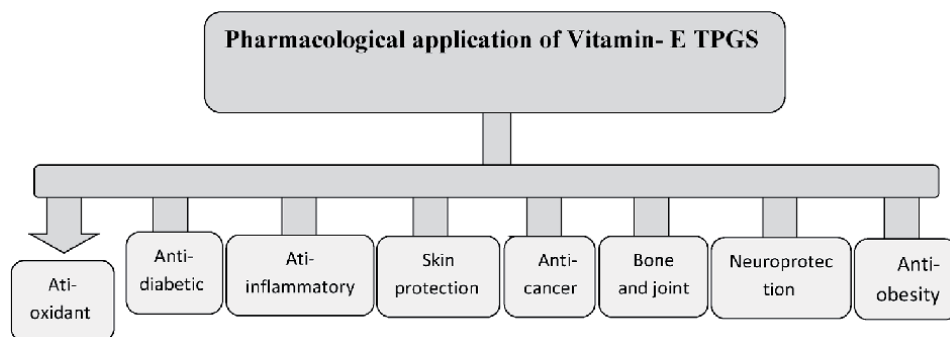 Pharmacological application of Vitamin- E TPGS
Ati-
oxidant
Anti-
diabetic
Ati-
inflammatory
Skin
protection
Anti-
cancer
Bone
and joint
Neuroprotec
tion
Anti-
obesity